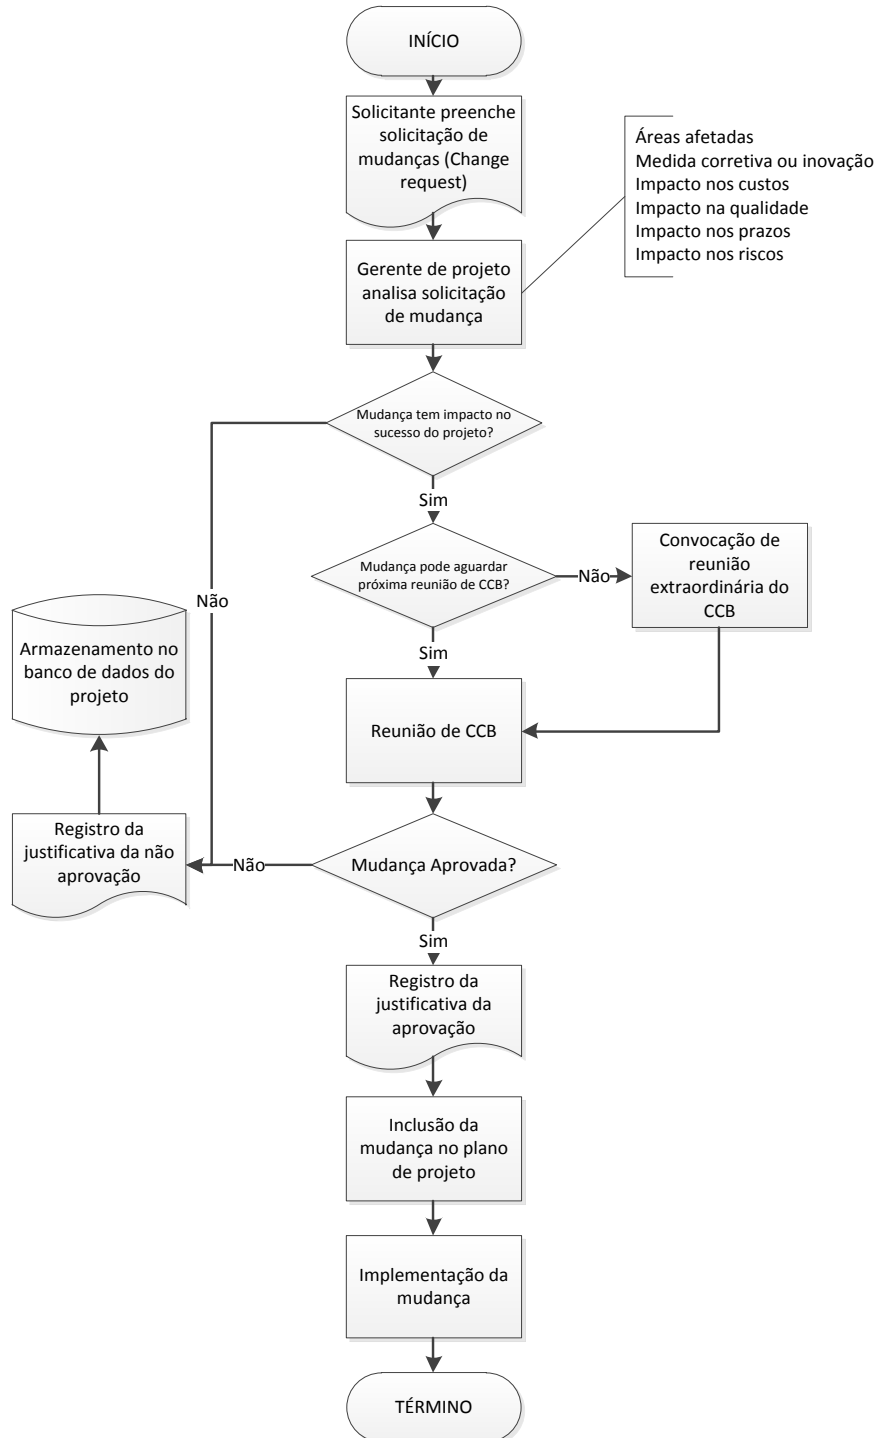 INÍCIO
Solicitante preenche
solicitação de
mudanças (Change
request)
Áreas afetadas
Medida corretiva ou inovação
Impacto nos custos
Impacto na qualidade
Impacto nos prazos
Impacto nos riscos
Gerente de projeto
analisa solicitação
de mudança
Mudança tem impacto no
sucesso do projeto?
Sim
Mudança pode aguardar
próxima reunião de CCB?
Não
Convocação de
reunião
extraordinária do
CCB
Não
Armazenamento no
banco de dados do
projeto
Sim
Reunião de CCB
Registro da
justificativa da não
aprovação
Não
Mudança Aprovada?
Sim
Registro da
justificativa da
aprovação
Inclusão da
mudança no plano
de projeto
Implementação da
mudança
TÉRMINO